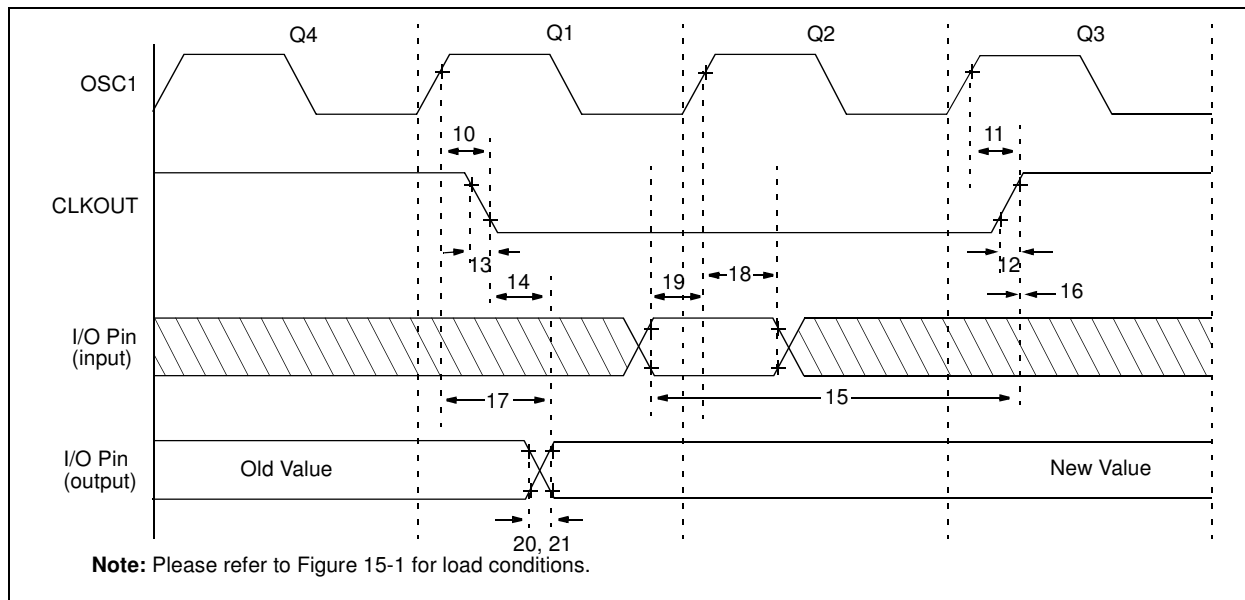 Q4 Q1 Q2 Q3
OSC1
10 11
CLKOUT
13 12
14 19 18 16
I/O Pin
(input)
17 15
I/O Pin
(output)
Old Value New Value
20, 21
Note: Please refer to Figure 15-1 for load conditions.